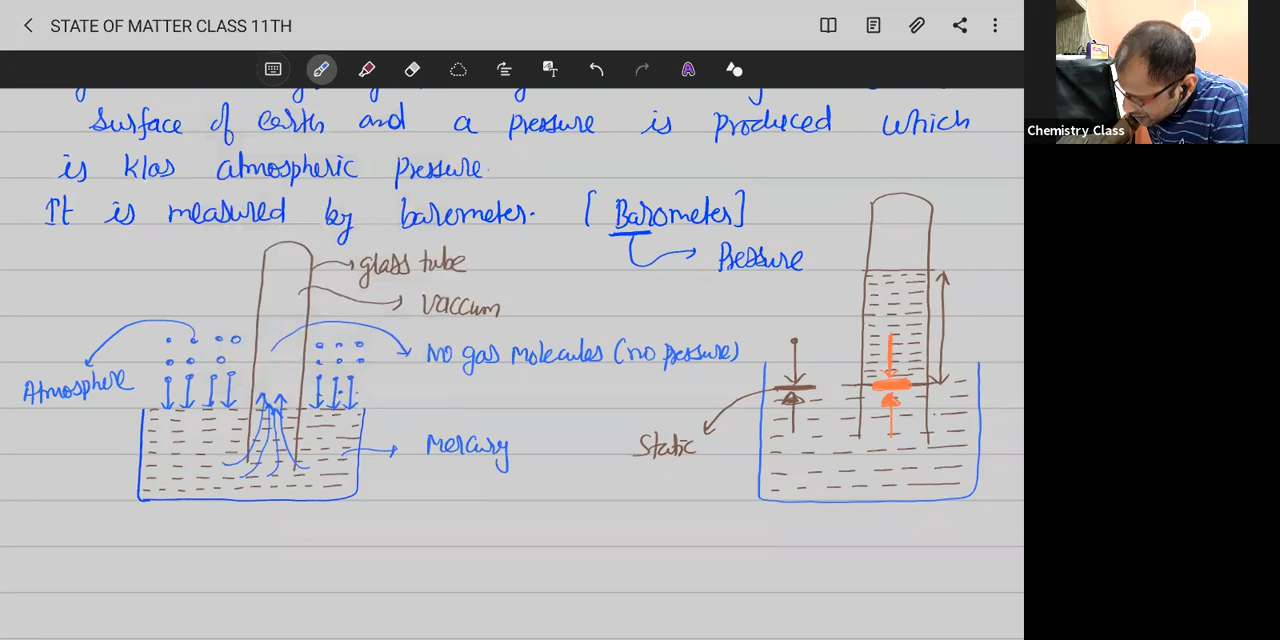 STATE OF MATTER CLASS 11TH
Chemistry Class
surface of earth and a pressure is produced which
is k/as atmospheric pressure.
It is measured by barometer. [Barometer]
Pressure
glass tube
vaccum
No gas molecules (no pressure)
Atmosphere
Mercury
Static